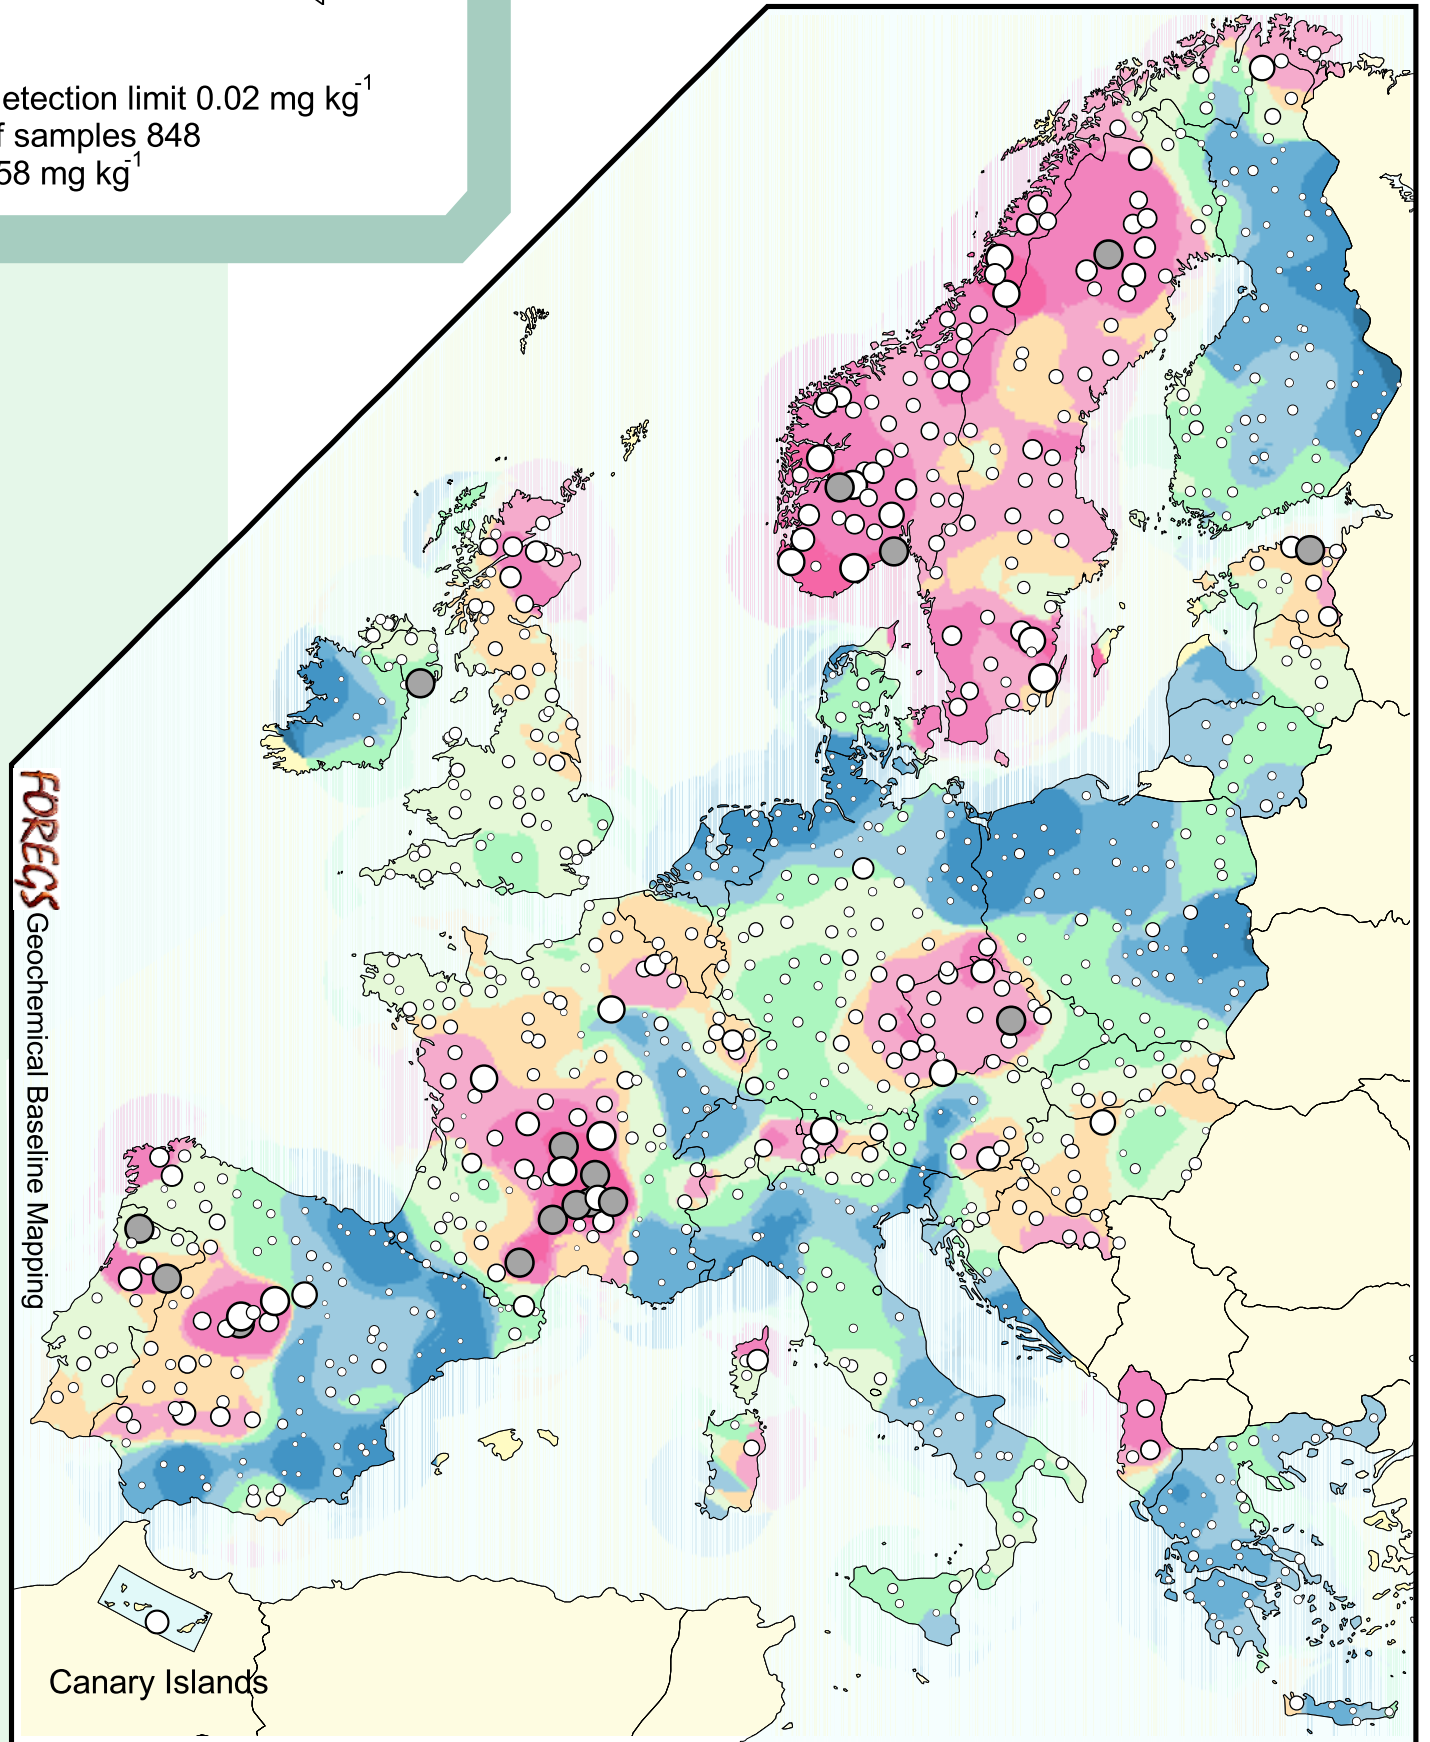 etection limit 0.02 mg kg-1
f samples 848
58 mg kg-1
FOREGS Geochemical Baseline Mapping
Canary Islands